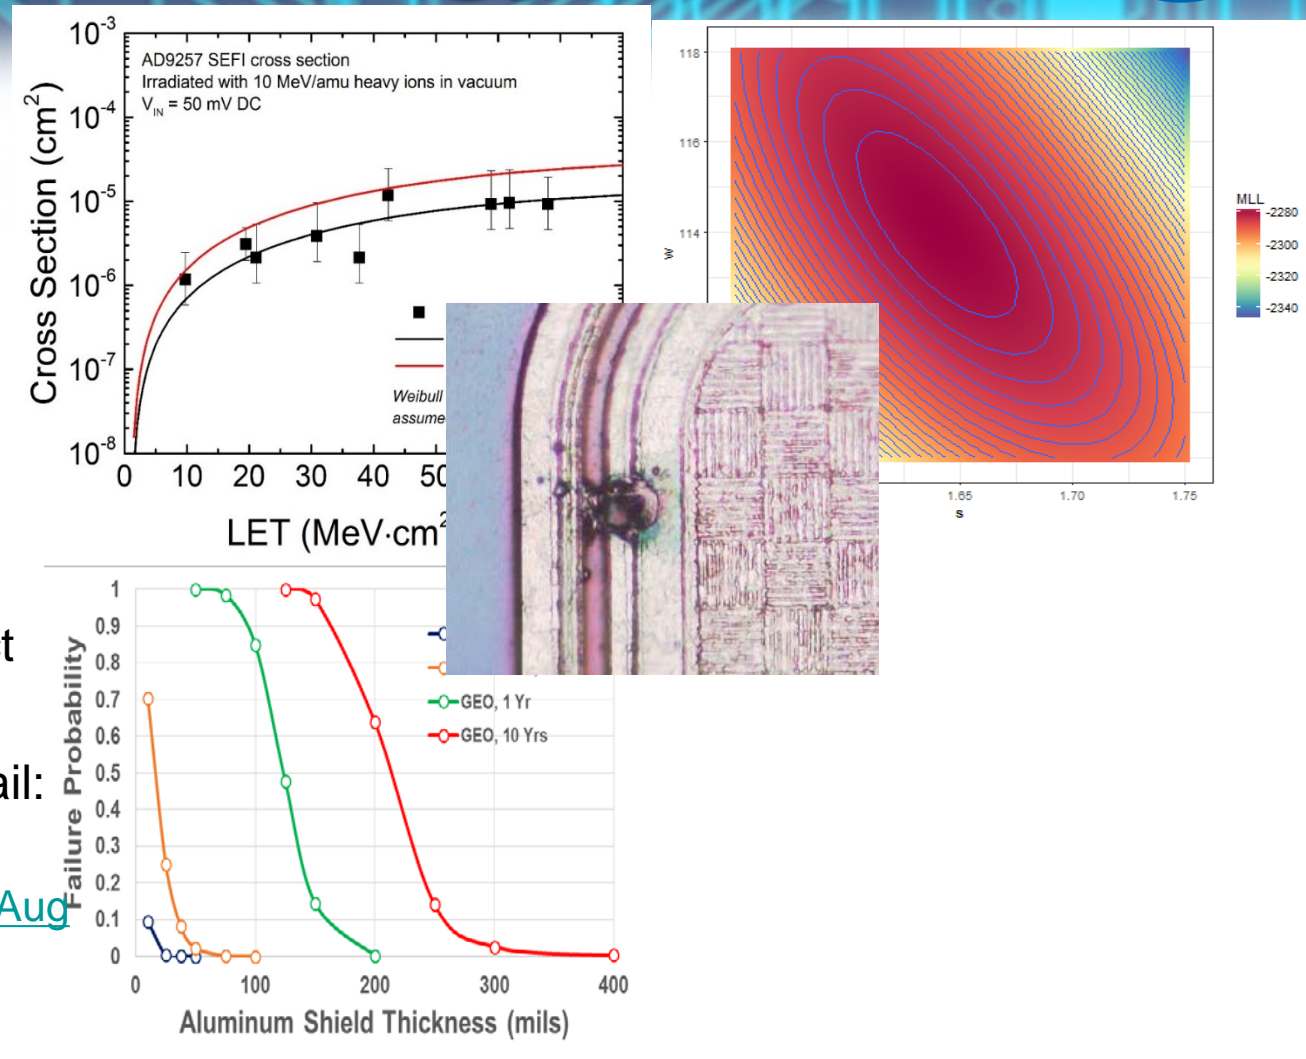 10-3
10-4
10-5
10-6
10-7
10-8
Cross Section (cm2)
AD9257 SEFI cross section
Irradiated with 10 MeV/amu heavy ions in vacuum
VIN = 50 mV DC
Weibull
assume
0 10 20 30 40
LET (MeV·cm2
118
116
114
w
1.65 1.70 1.75
s
MLL
-2280
-2300
-2320
-2340
ail:
Aug
Failure Probability
1
0.9
0.8
0.7
0.6
0.5
0.4
0.3
0.2
0.1
0
GEO, 1 Yr
GEO, 10 Yrs
0 100 200 300 400
Aluminum Shield Thickness (mils)